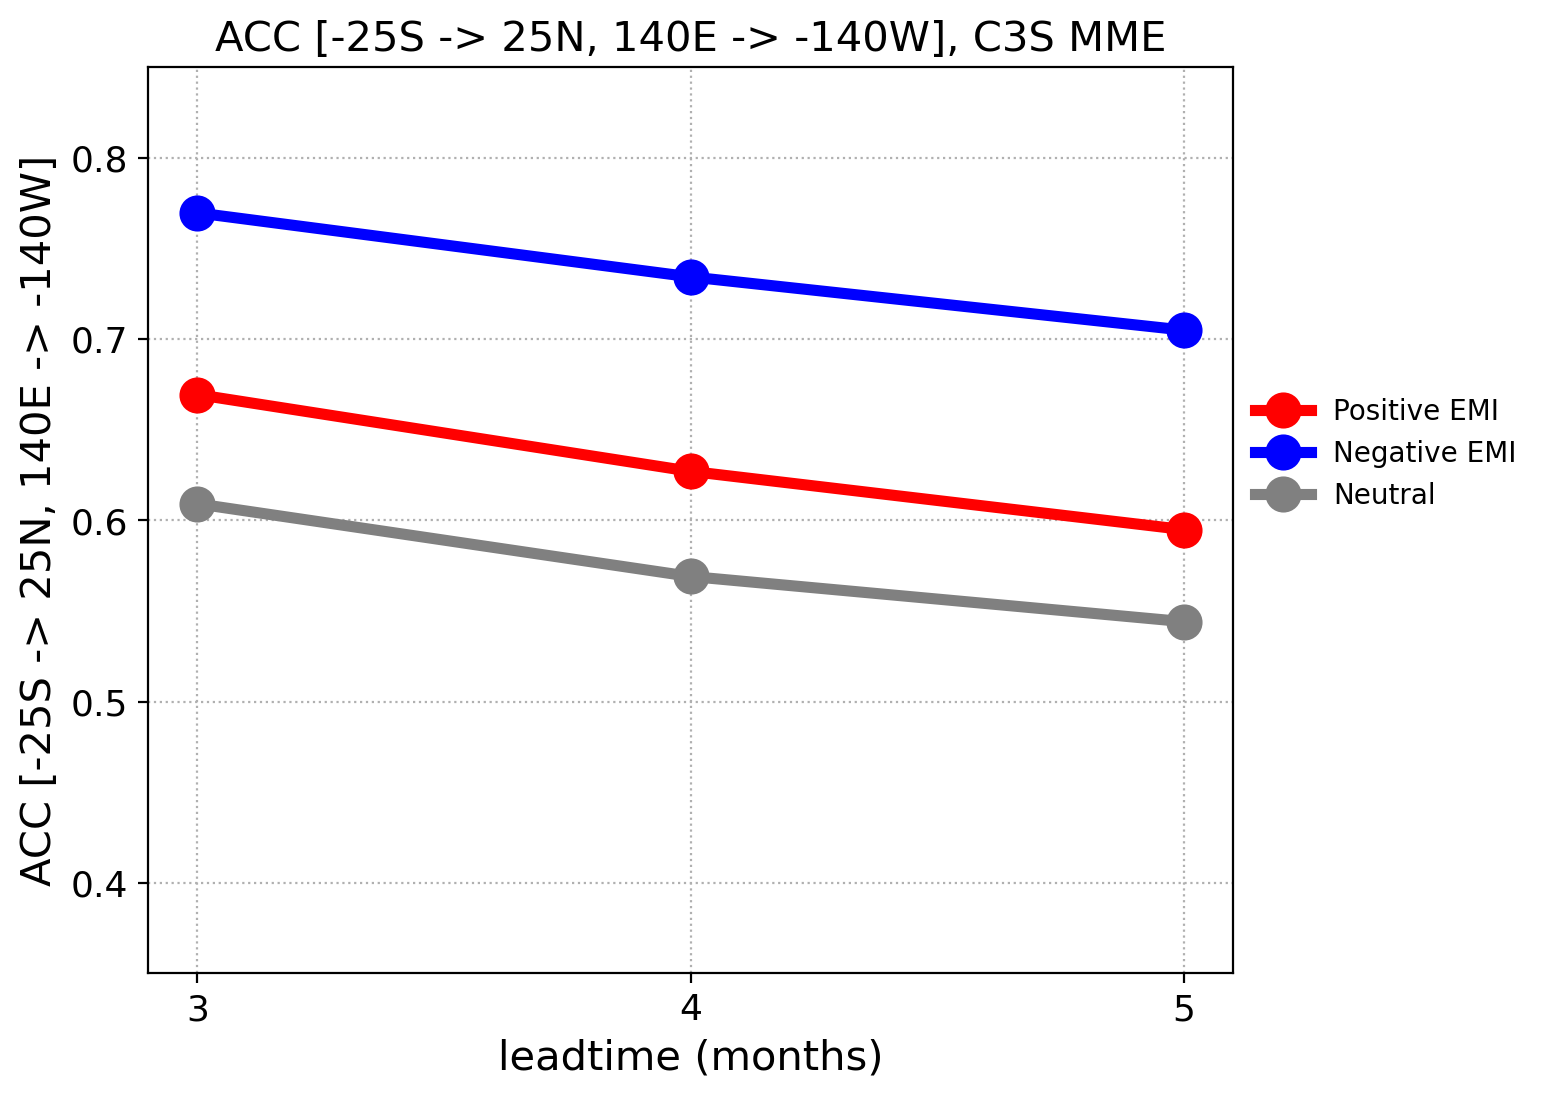 ACC [-25S -> 25N, 140E -> -140W], C3S MME
ACC [-25S -> 25N, 140E -> -140W]
0.8
0.7
0.6
0.5
0.4
3
4
5
leadtime (months)
Positive EMI
Negative EMI
Neutral